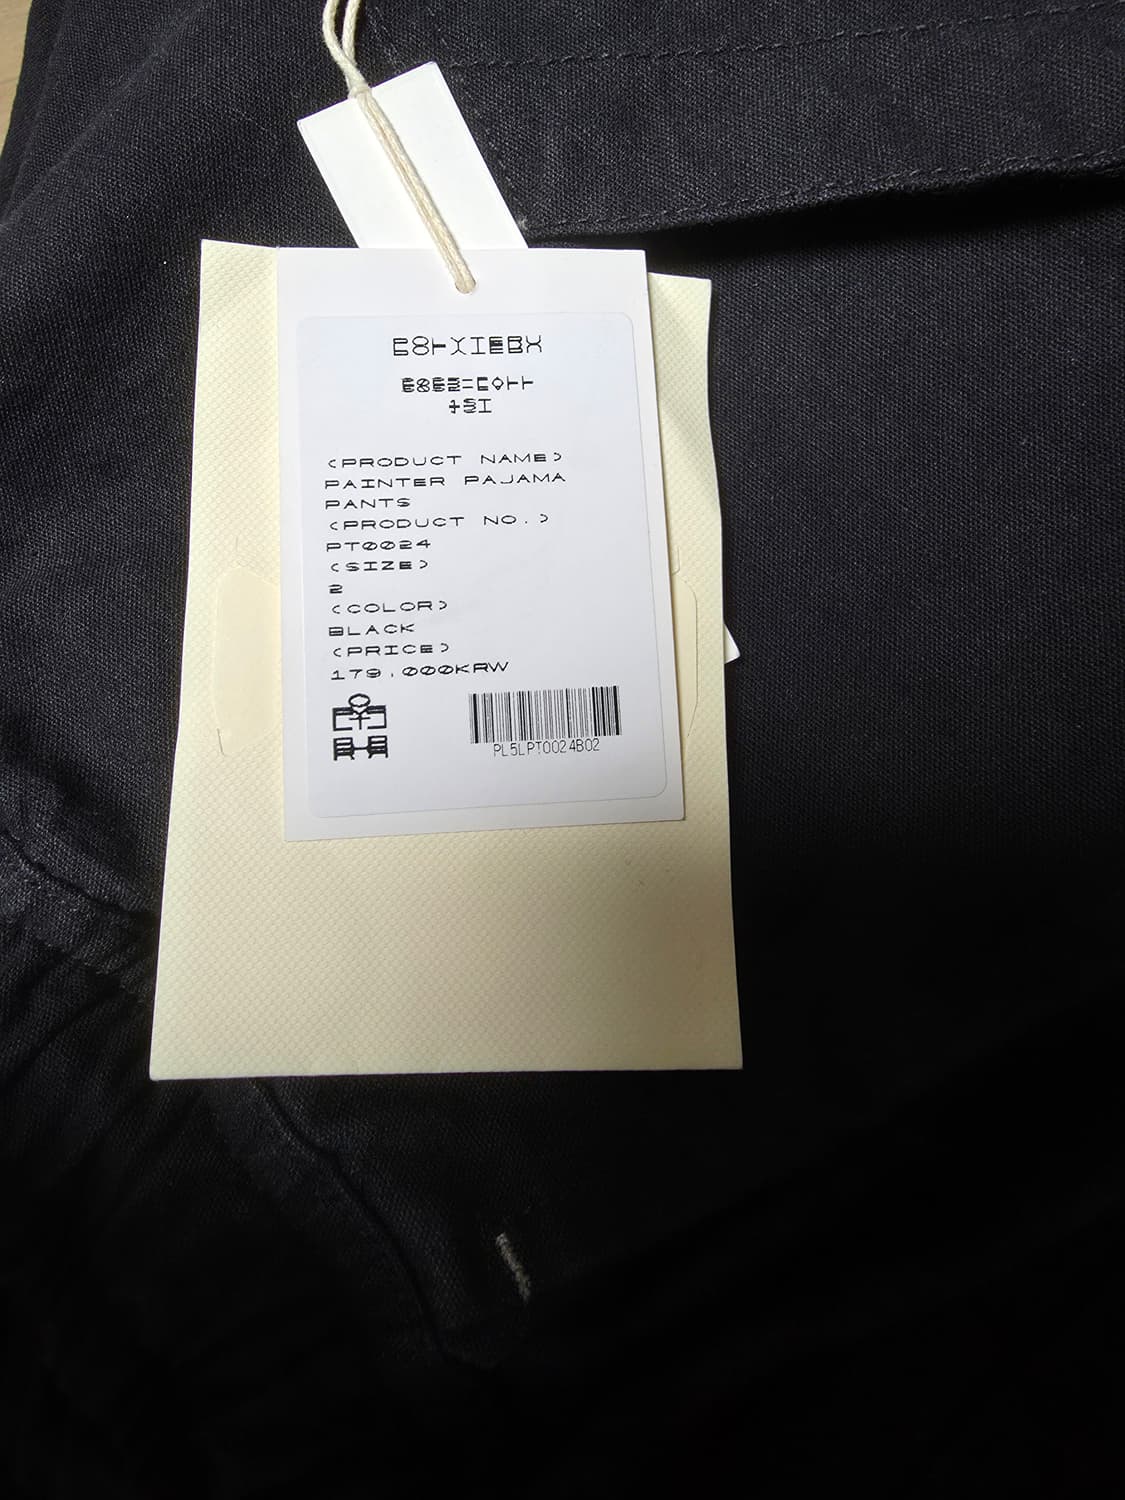 <PRODUCT NAME>
PAINTER PAJAMA
PANTS
<PRODUCT NO.>
PT0024
<SIZE>
2
<COLOR>
BLACK
<PRICE>
179,000KRW
PL5LPT0024B02